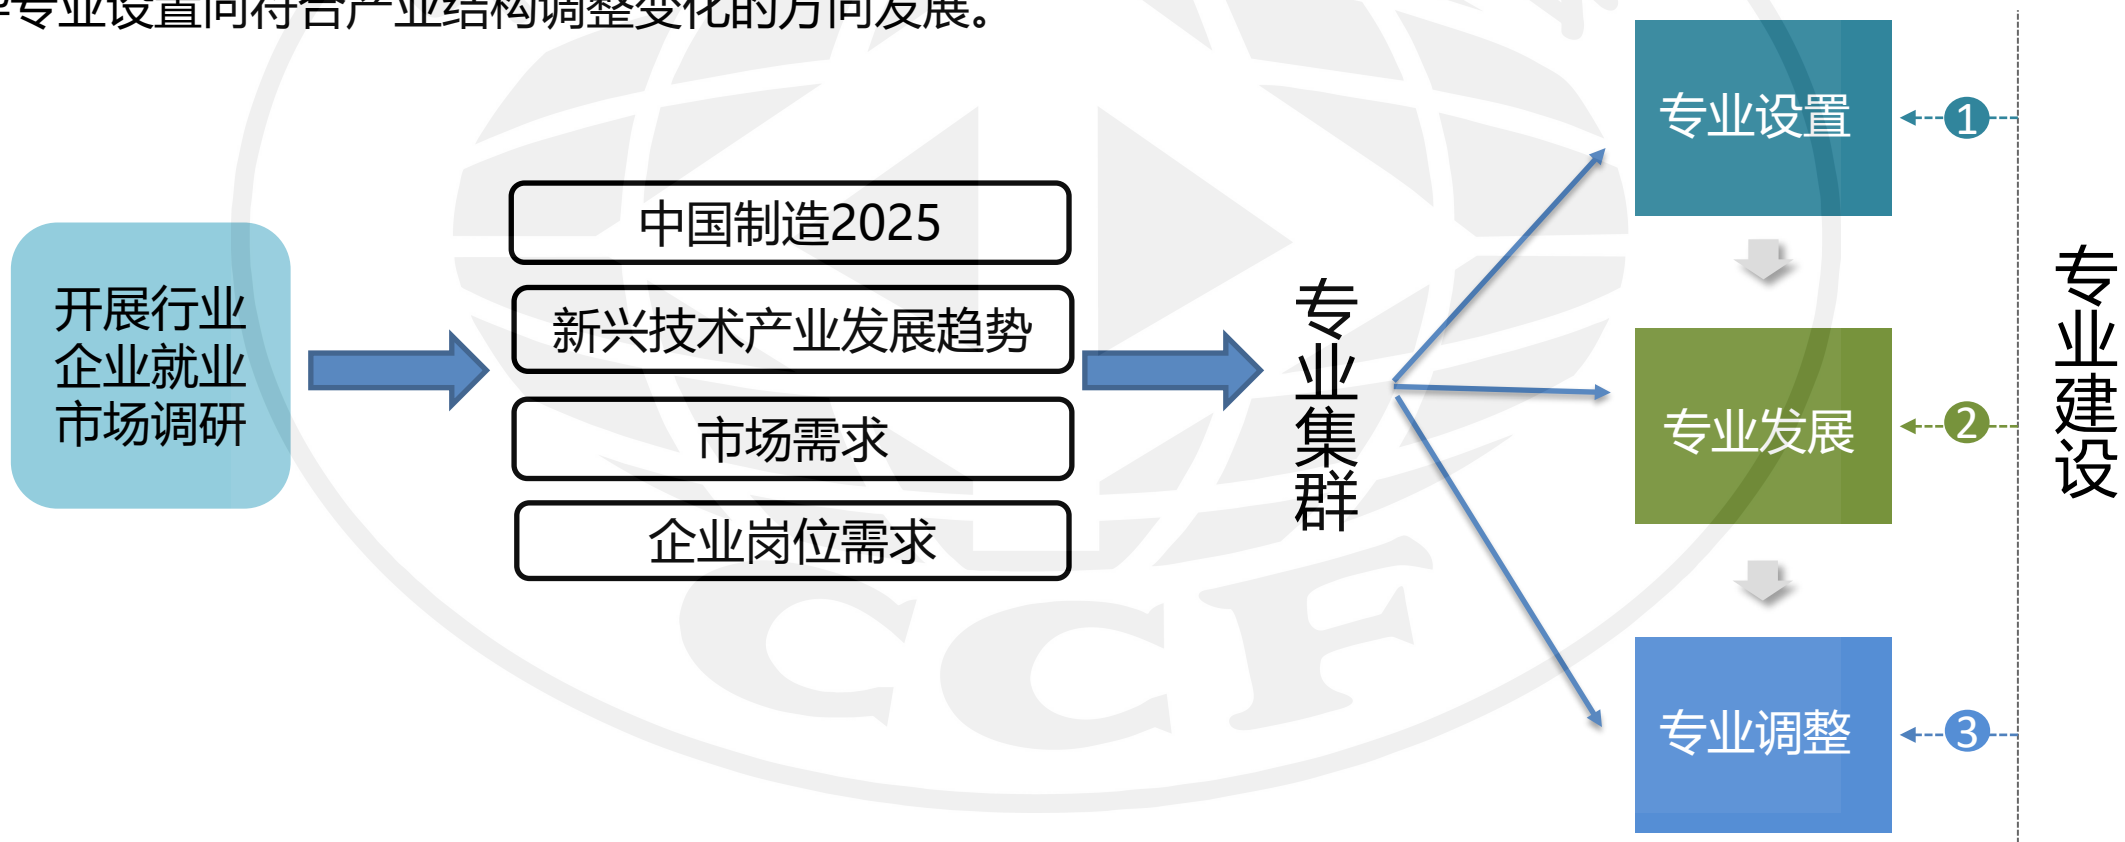 专业设置向符合产业结构调整变化的方向发展。
开展行业
企业就业
市场调研
中国制造2025
新兴技术产业发展趋势
市场需求
企业岗位需求
专业集群
专业设置
1
专业发展
2
专业调整
3
专业建设
CCF